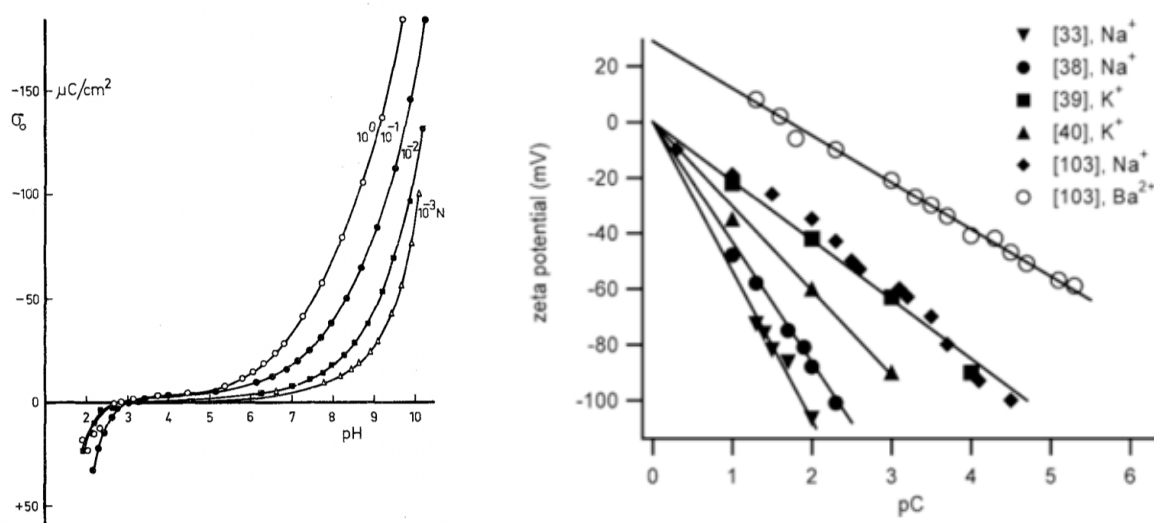 -150
μC/cm²
σ₀
10⁰
10⁻¹
10⁻²
-100
10⁻³ N
-50
0
2 3 4 5 6 7 8 9 10
pH
+50
[33], Na⁺
[38], Na⁺
[39], K⁺
[40], K⁺
[103], Na⁺
[103], Ba²⁺
zeta potential (mV)
20
0
-20
-40
-60
-80
-100
0 1 2 3 4 5 6
pC